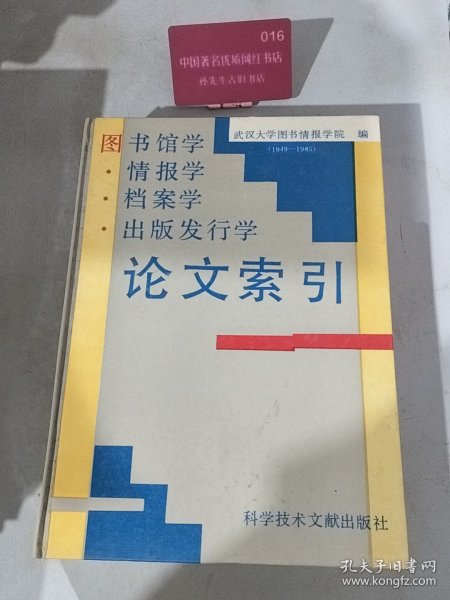 016
中国著名优质网红书店
孙先生古旧书店
武汉大学图书情报学院 编
(1949—1985)
图书馆学
·情报学
·档案学
·出版发行学
论文索引
科学技术文献出版社
孔夫子旧书网
www.kongfz.com